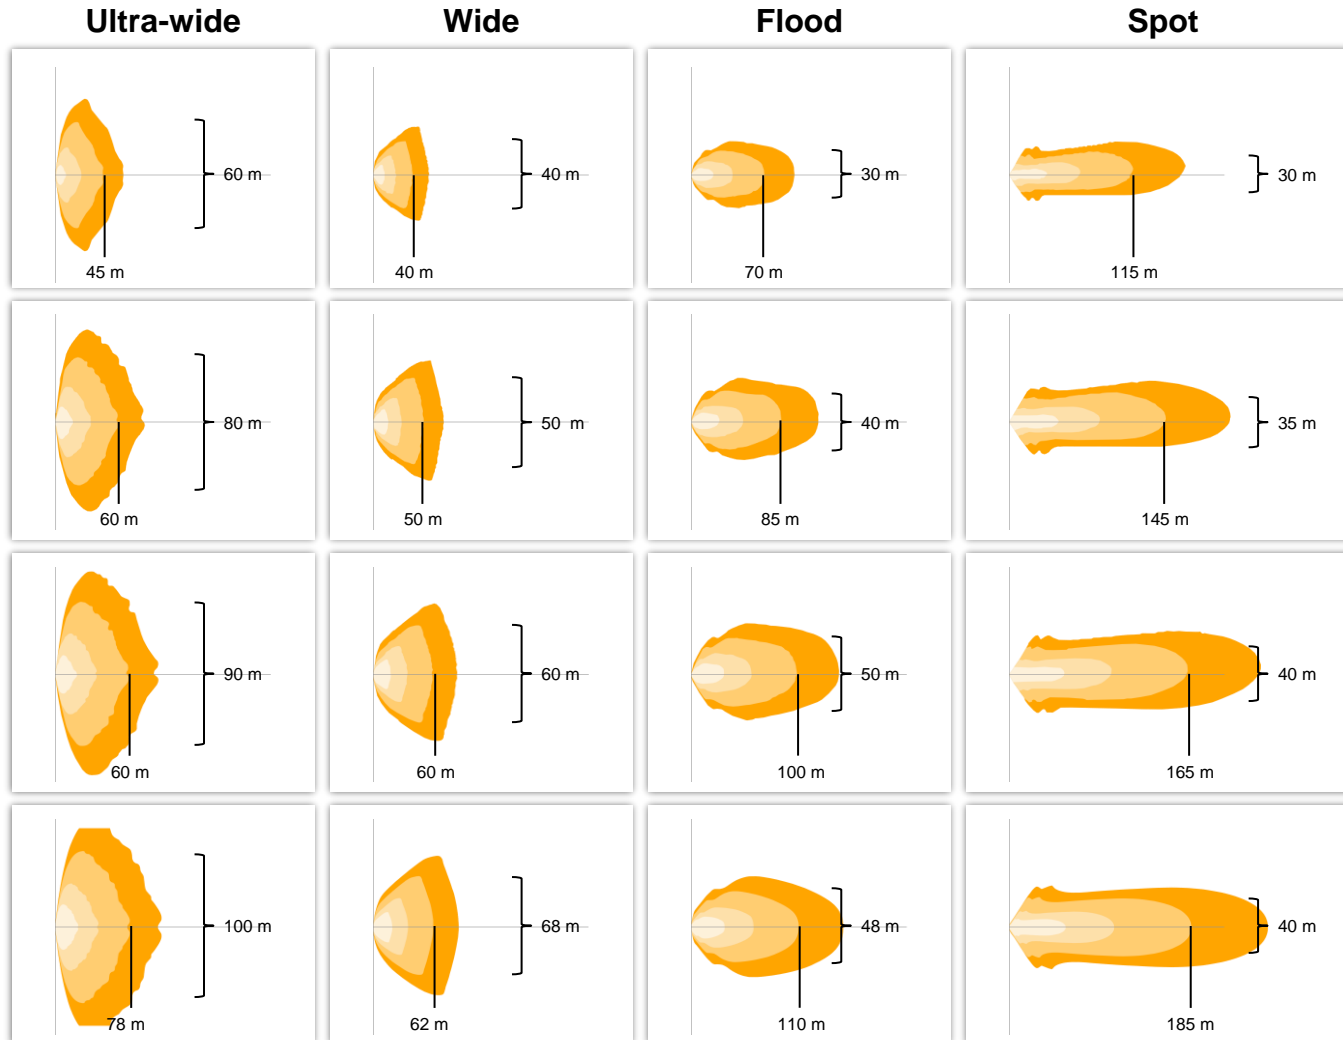 Ultra-wide Wide Flood Spot
60 m 40 m 30 m 30 m
45 m 40 m 70 m 115 m
80 m 50 m 40 m 35 m
60 m 50 m 85 m 145 m
90 m 60 m 50 m 40 m
60 m 60 m 100 m 165 m
100 m 68 m 48 m 40 m
78 m 62 m 110 m 185 m